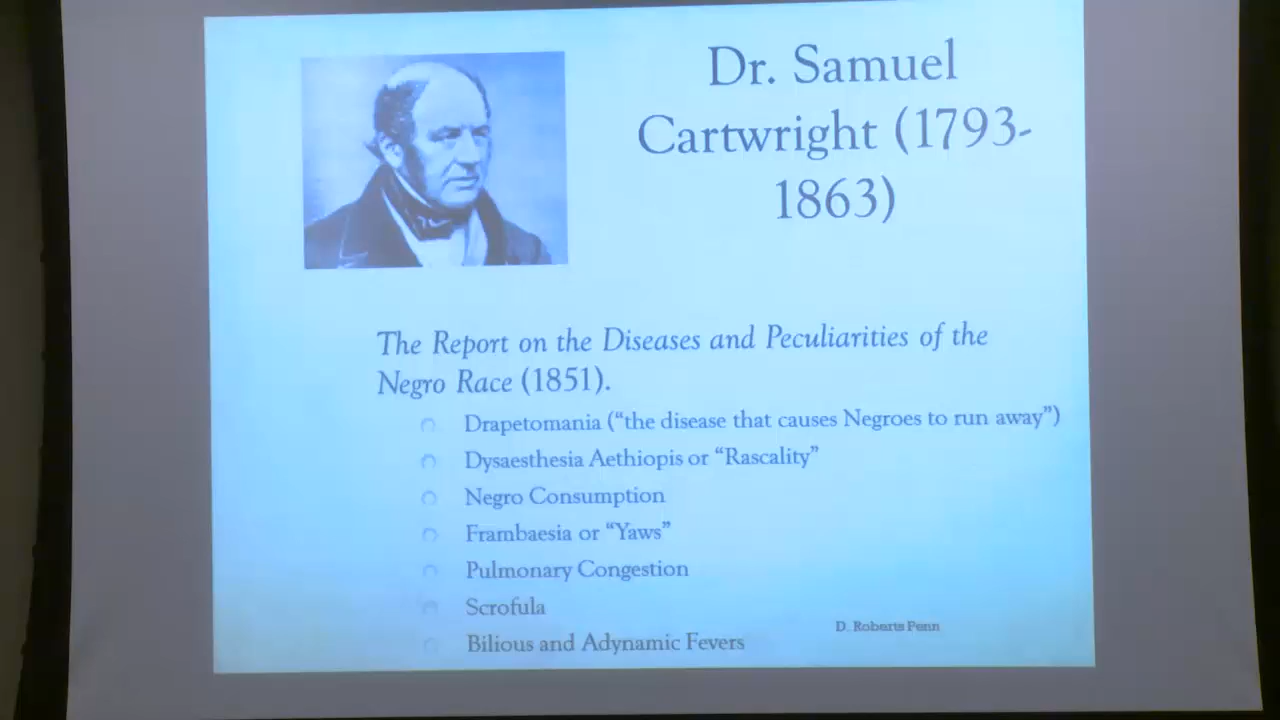 Dr. Samuel
Cartwright (1793-
1863)
The Report on the Diseases and Peculiarities of the
Negro Race (1851).
Drapetomania (“the disease that causes Negroes to run away”)
Dysaesthesia Aethiopis or “Rascality”
Negro Consumption
Frambaesia or “Yaws”
Pulmonary Congestion
Scrofula
D. Roberts Penn
Bilious and Adynamic Fevers